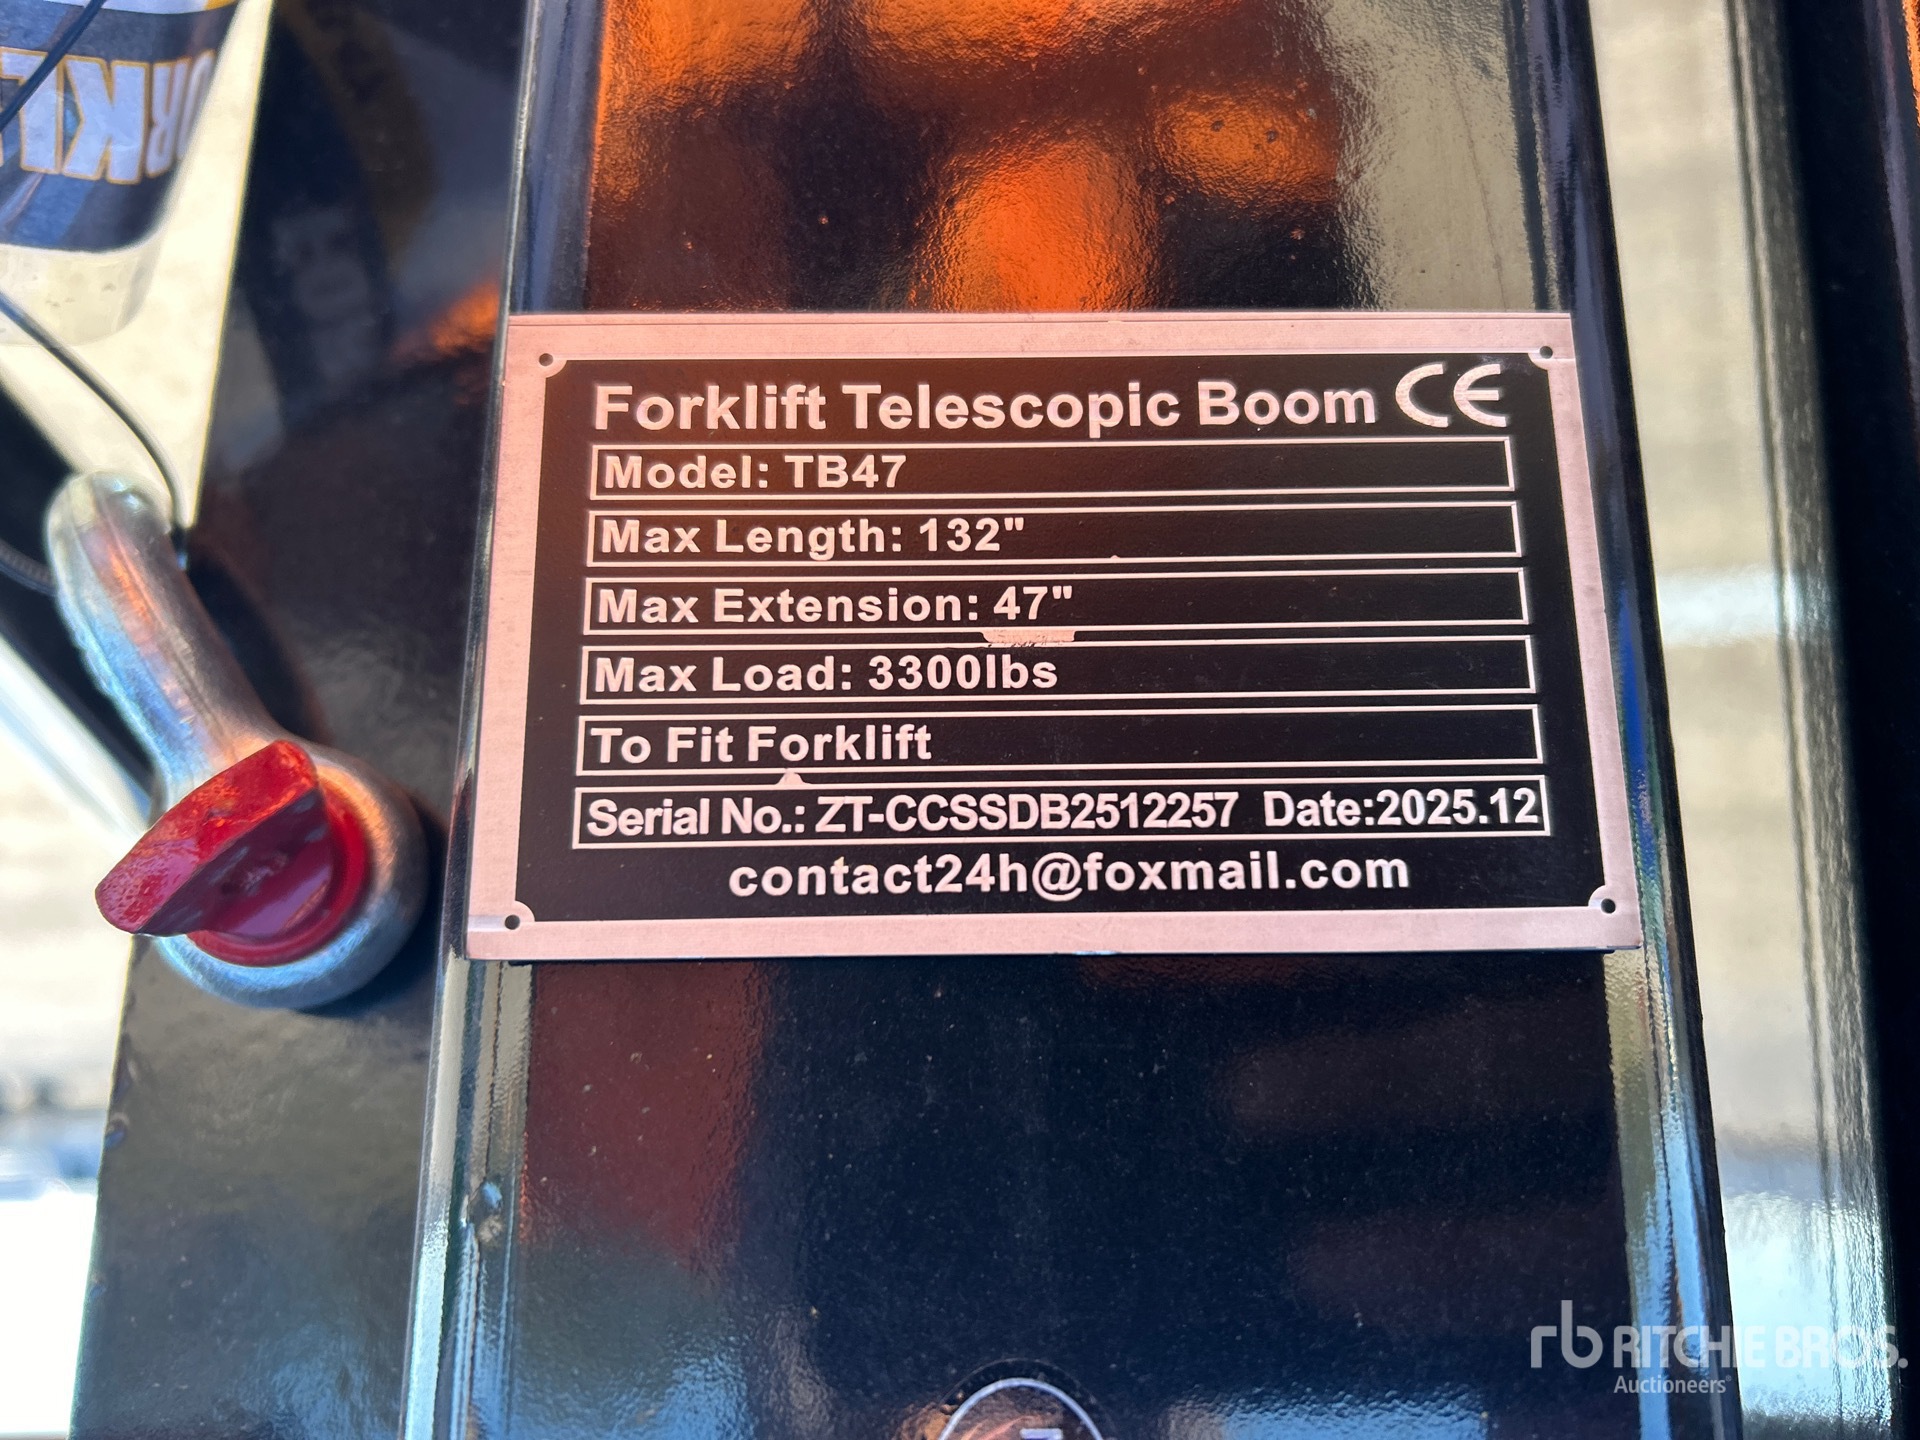 Forklift Telescopic Boom CE
Model: TB47
Max Length: 132"
Max Extension: 47"
Max Load: 3300lbs
To Fit Forklift
Serial No.: ZT-CCSSDB2512257 Date:2025.12
contact24h@foxmail.com
rb RITCHIE BROS.
Auctioneers